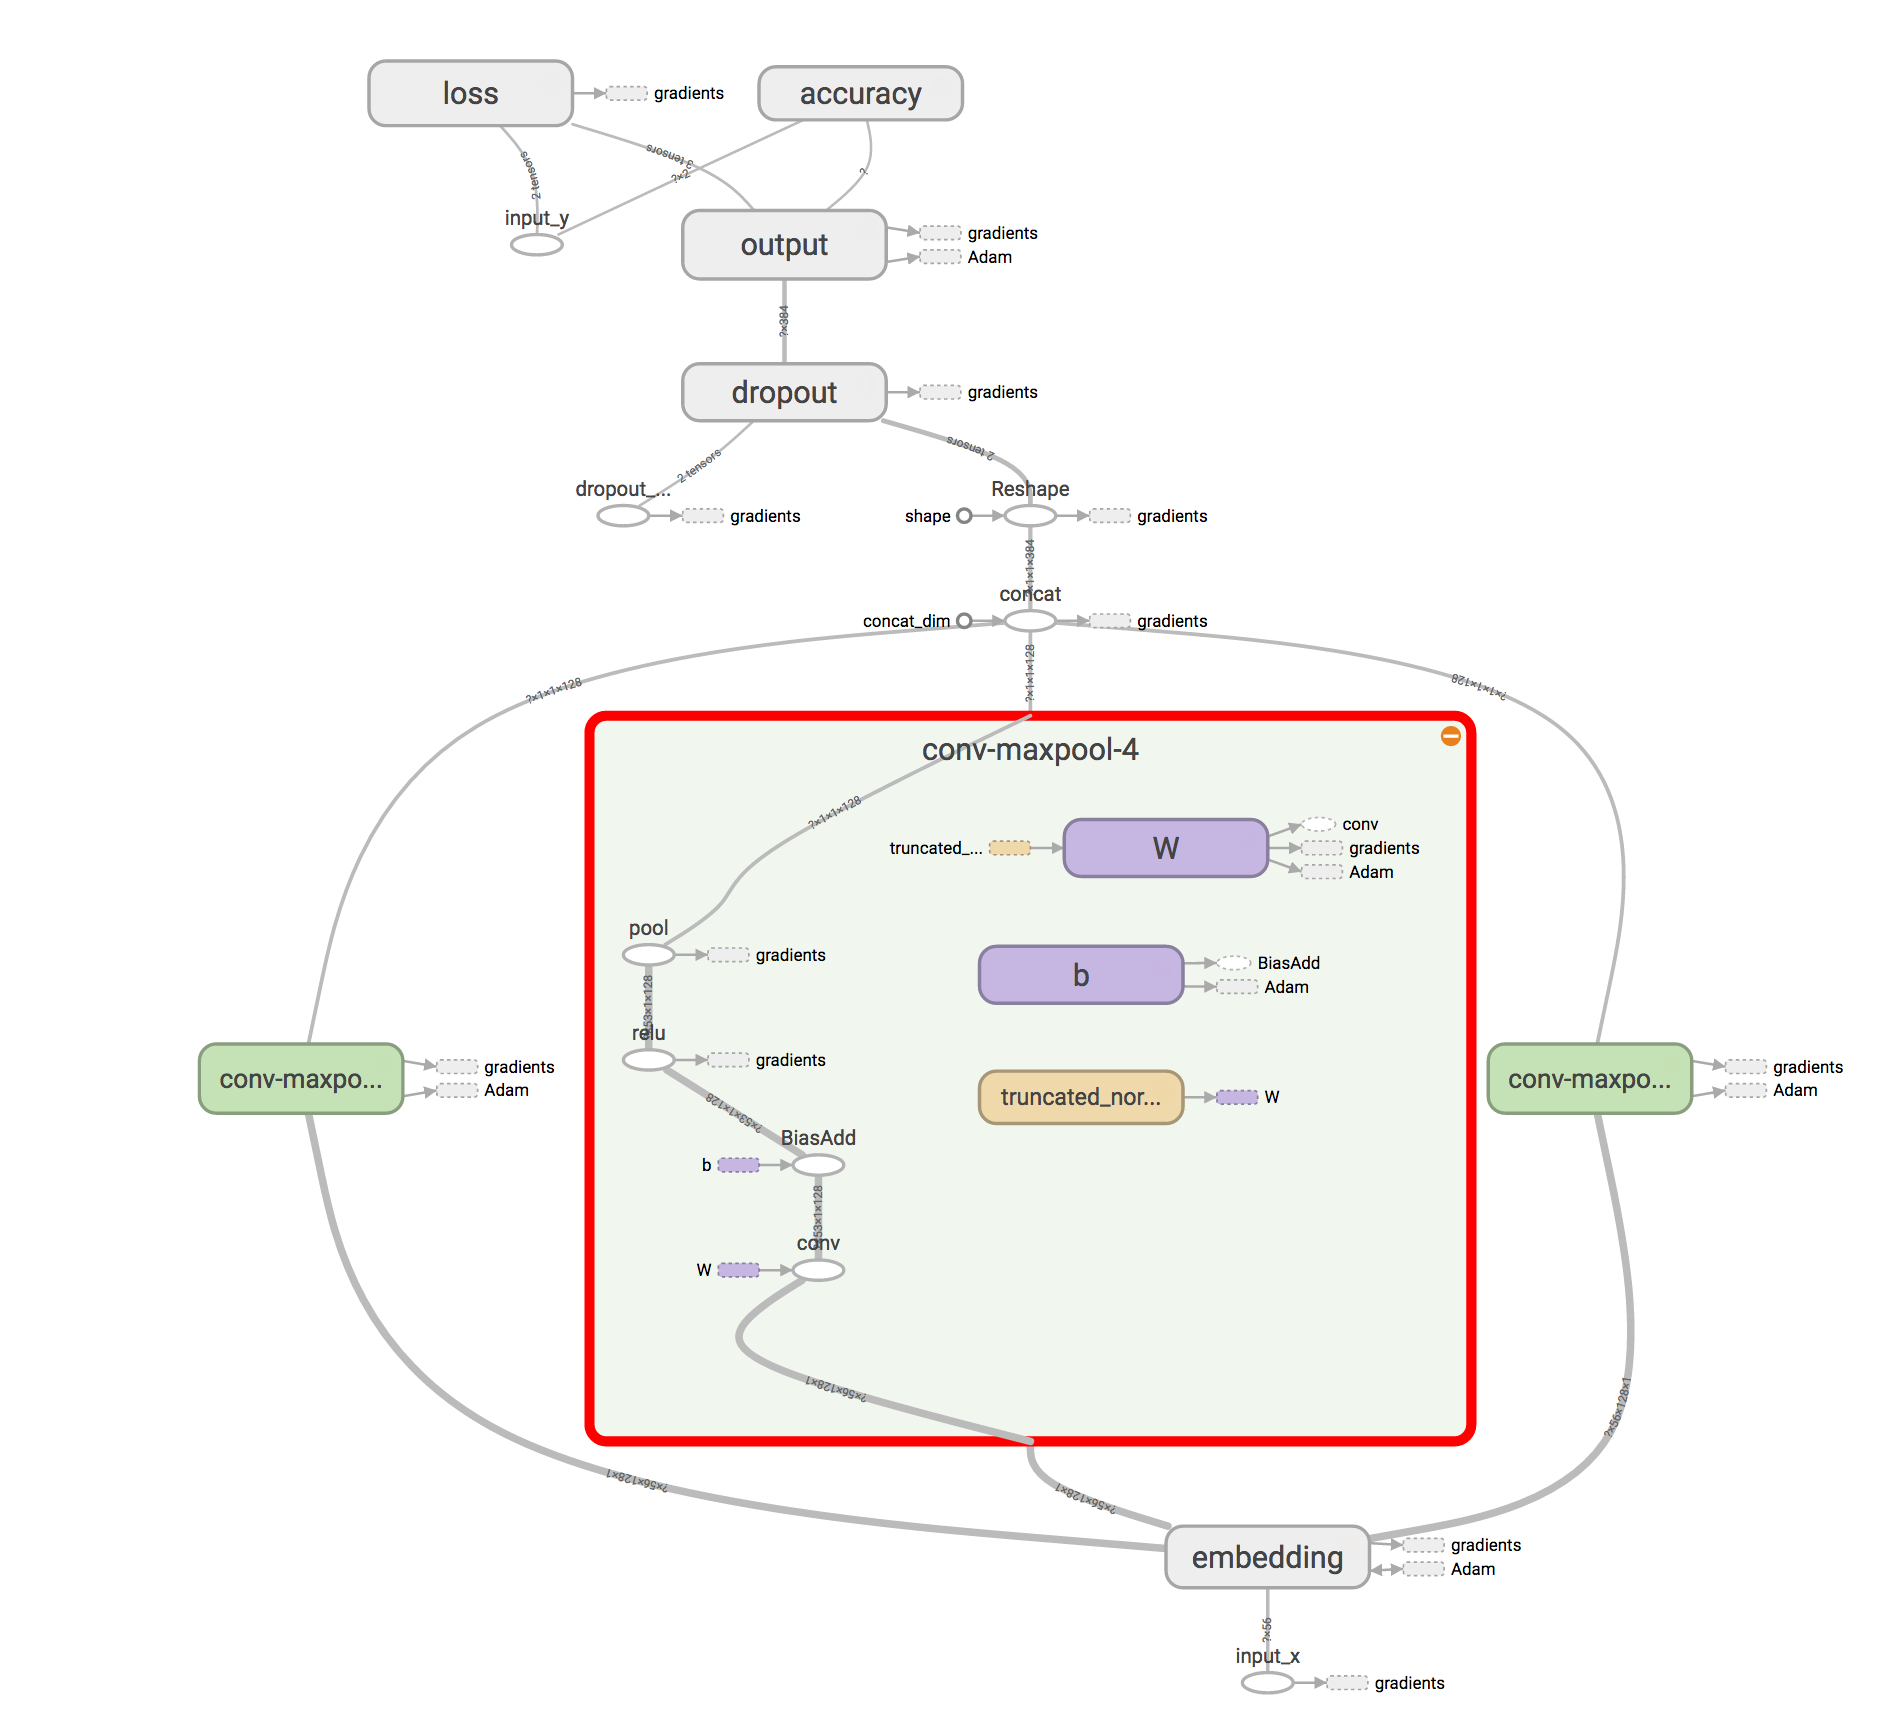 loss
gradients
accuracy
2 tensors
3 tensors
?×2
?
input_y
output
gradients
Adam
?×384
dropout
gradients
2 tensors
2 tensors
dropout_...
gradients
Reshape
shape
gradients
?×1×1×384
concat
concat_dim
gradients
?×1×1×128
?×1×1×128
?×1×1×128
conv-maxpool-4
?×1×1×128
truncated_...
W
conv
gradients
Adam
pool
gradients
b
BiasAdd
Adam
?×53×1×128
relu
gradients
conv-maxpo...
gradients
Adam
truncated_nor...
W
conv-maxpo...
gradients
Adam
?×53×1×128
BiasAdd
b
?×53×1×128
conv
W
?×56×128×1
?×56×128×1
?×56×128×1
?×56×128×1
embedding
gradients
Adam
?×56
input_x
gradients